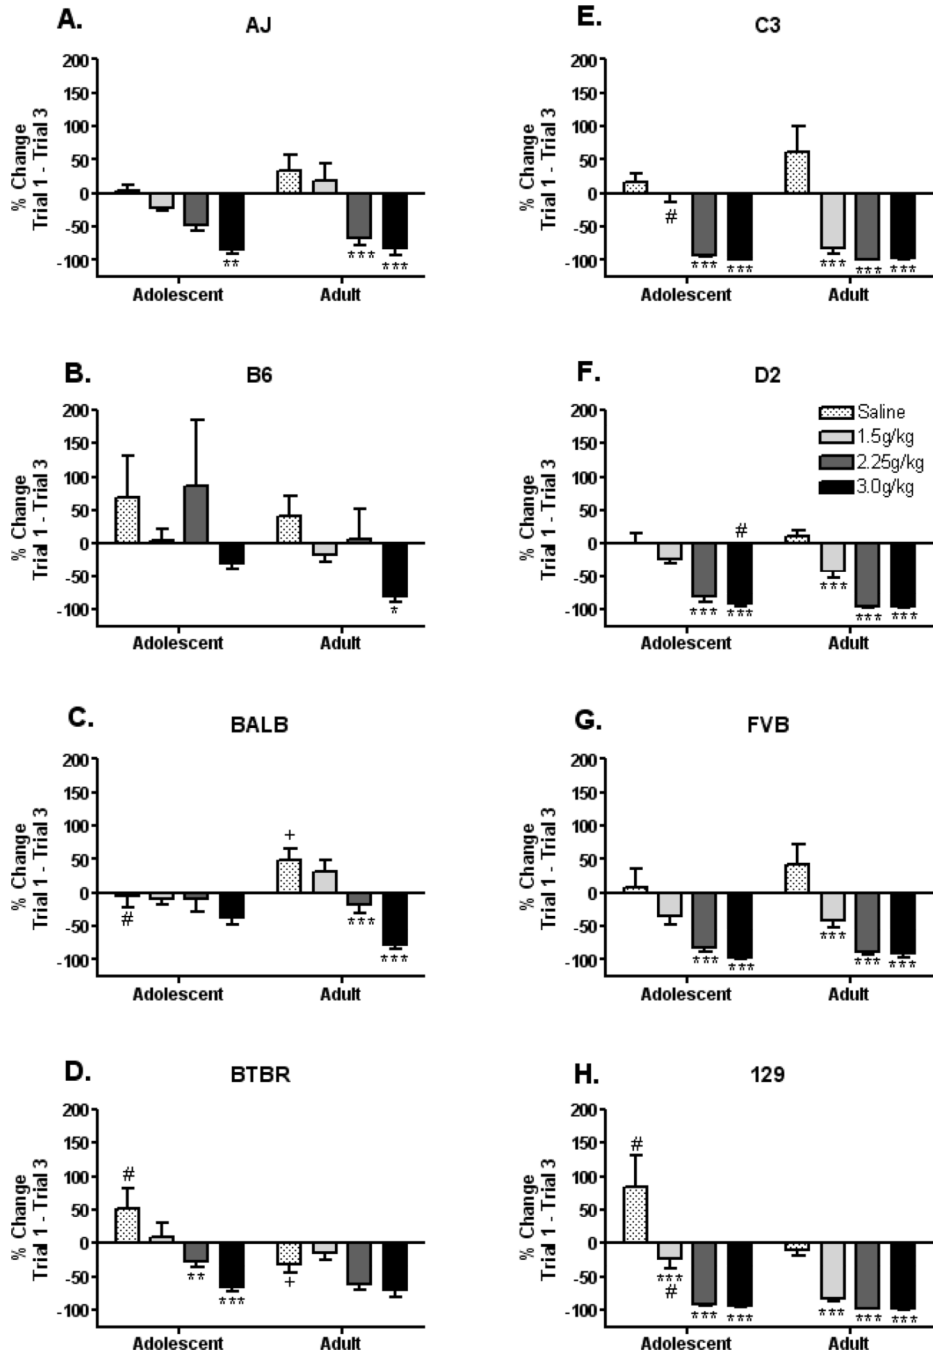 A.
AJ
% Change
Trial 1 - Trial 3
200
150
100
50
0
-50
-100
**
***
***
Adolescent
Adult
B.
B6
% Change
Trial 1 - Trial 3
200
150
100
50
0
-50
-100
*
Adolescent
Adult
C.
BALB
% Change
Trial 1 - Trial 3
200
150
100
50
0
-50
-100
#
+
***
***
Adolescent
Adult
D.
BTBR
% Change
Trial 1 - Trial 3
200
150
100
50
0
-50
-100
#
**
***
+
Adolescent
Adult
E.
C3
% Change
Trial 1 - Trial 3
200
150
100
50
0
-50
-100
#
***
***
***
***
***
Adolescent
Adult
F.
D2
Saline
1.5g/kg
2.25g/kg
3.0g/kg
% Change
Trial 1 - Trial 3
200
150
100
50
0
-50
-100
#
***
***
***
***
***
Adolescent
Adult
G.
FVB
% Change
Trial 1 - Trial 3
200
150
100
50
0
-50
-100
***
***
***
***
***
Adolescent
Adult
H.
129
% Change
Trial 1 - Trial 3
200
150
100
50
0
-50
-100
#
***
#
***
***
***
***
***
Adolescent
Adult